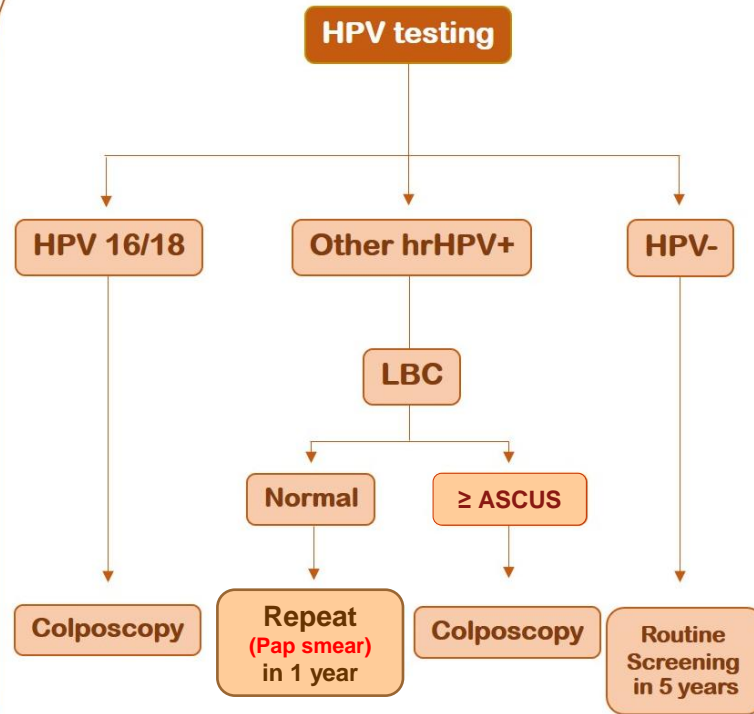 HPV testing
HPV 16/18
Other hrHPV+
HPV-
LBC
Normal
≥ ASCUS
Colposcopy
Repeat
(Pap smear)
in 1 year
Colposcopy
Routine
Screening
in 5 years